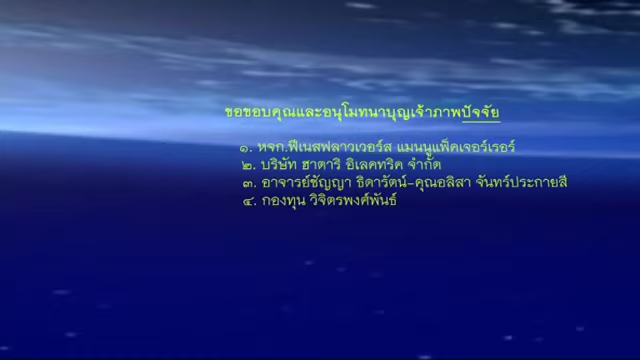 ขอขอบคุณและอนุโมทนาบุญเจ้าภาพปัจจัย
๑. หจก.ฟีเนสฟลาวเวอร์ส แมนนูแฟ็คเจอร์เรอร์
๒. บริษัท ฮาตาริ อิเลคทริค จำกัด
๓. อาจารย์ชัญญา ธิดารัตน์-คุณอลิสา จันทร์ประกายสี
๔. กองทุน วิจิตรพงศ์พันธ์